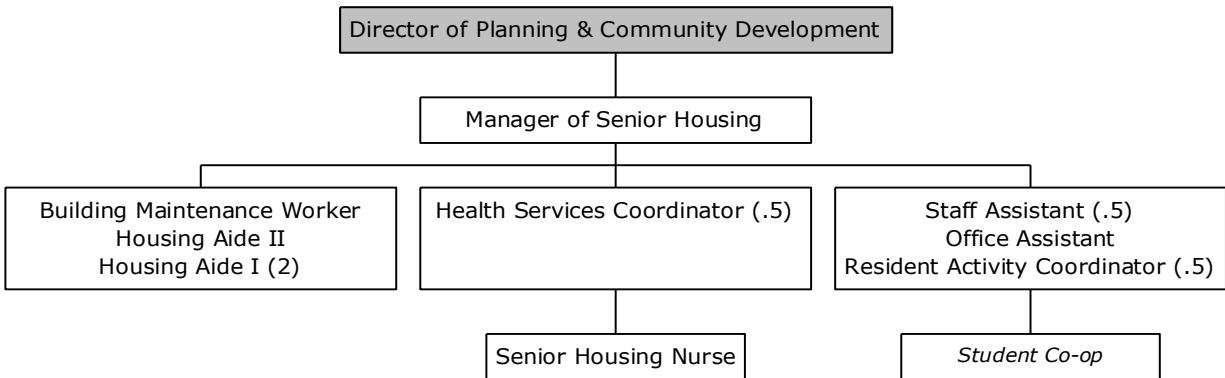 Director of Planning & Community Development
Manager of Senior Housing
Building Maintenance Worker
Housing Aide II
Housing Aide I (2)
Health Services Coordinator (.5)
Staff Assistant (.5)
Office Assistant
Resident Activity Coordinator (.5)
Senior Housing Nurse
Student Co-op